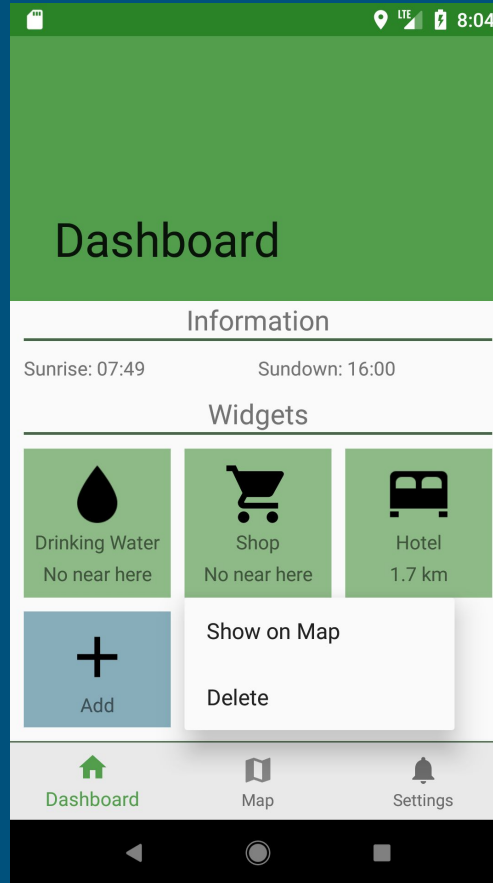 LTE 8:04
Dashboard
Information
Sunrise: 07:49 Sundown: 16:00
Widgets
Drinking Water Shop Hotel
No near here No near here 1.7 km
Show on Map
Add
Delete
Dashboard Map Settings